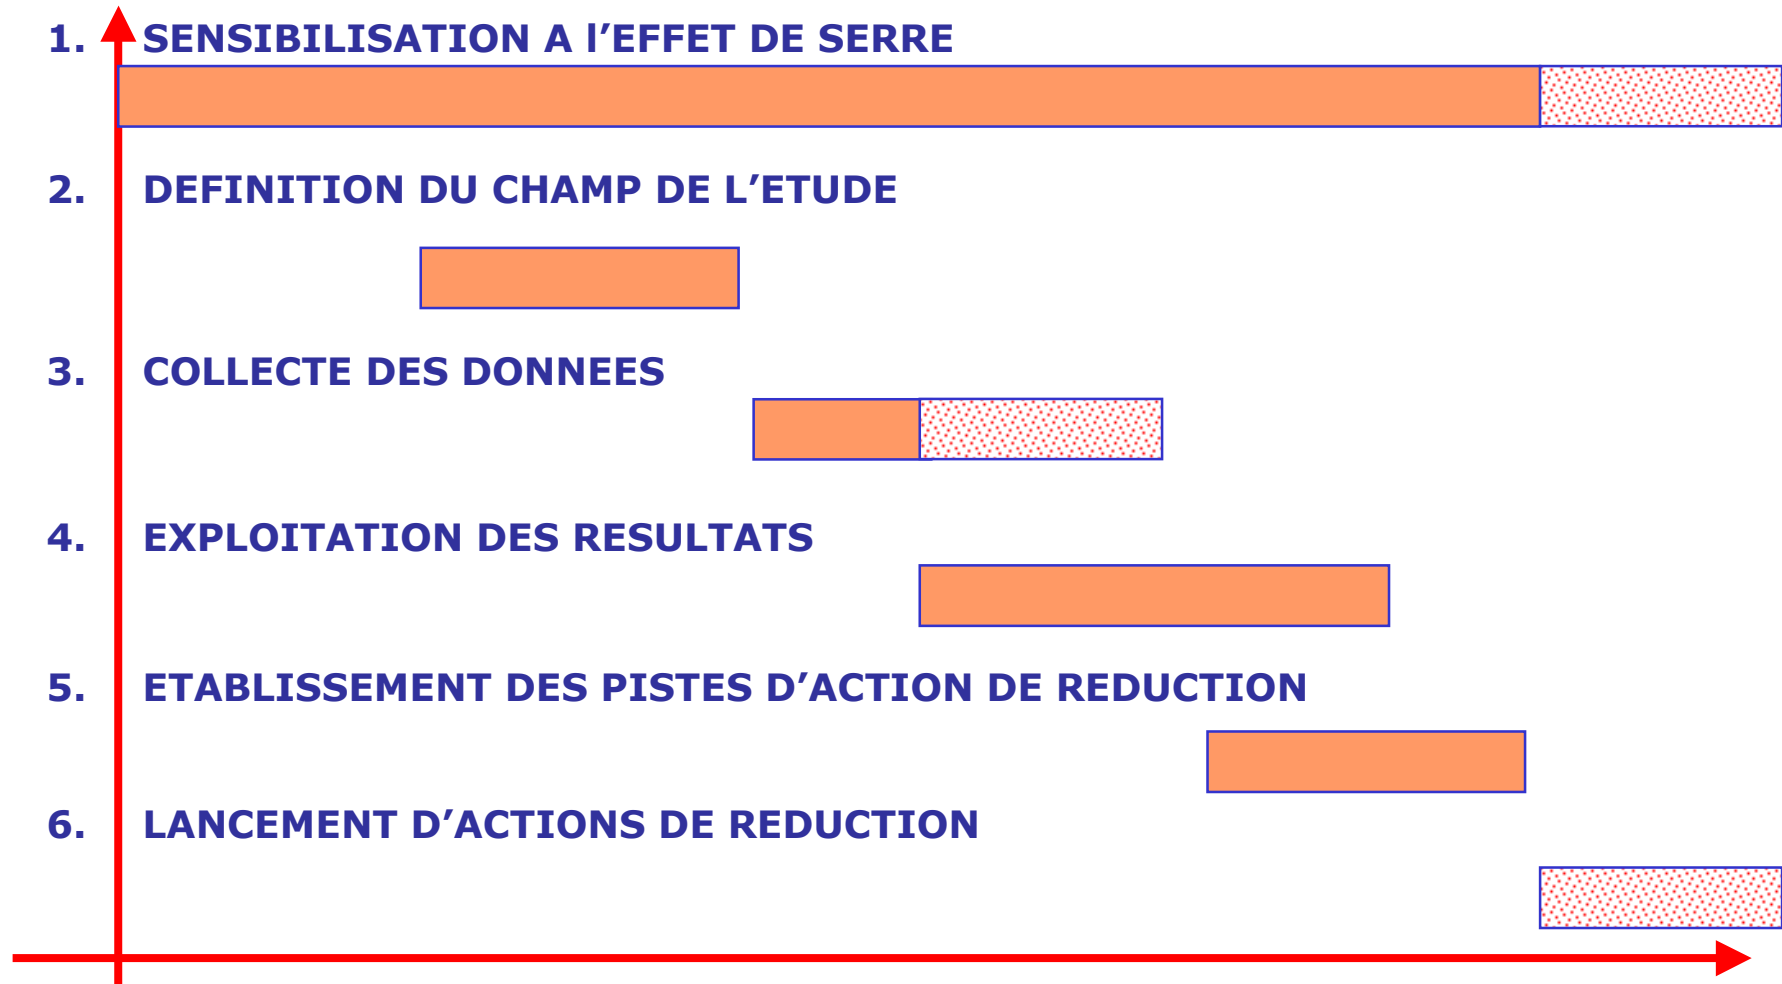 1. SENSIBILISATION A l’EFFET DE SERRE
2. DEFINITION DU CHAMP DE L’ETUDE
3. COLLECTE DES DONNEES
4. EXPLOITATION DES RESULTATS
5. ETABLISSEMENT DES PISTES D’ACTION DE REDUCTION
6. LANCEMENT D’ACTIONS DE REDUCTION